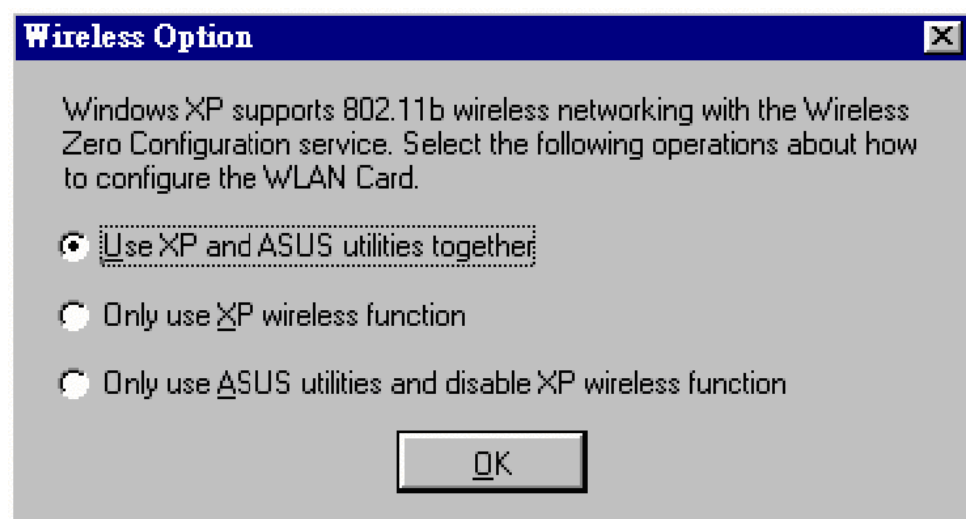 Wireless Option
Windows XP supports 802.11b wireless networking with the Wireless
Zero Configuration service. Select the following operations about how
to configure the WLAN Card.
Use XP and ASUS utilities together
Only use XP wireless function
Only use ASUS utilities and disable XP wireless function
OK